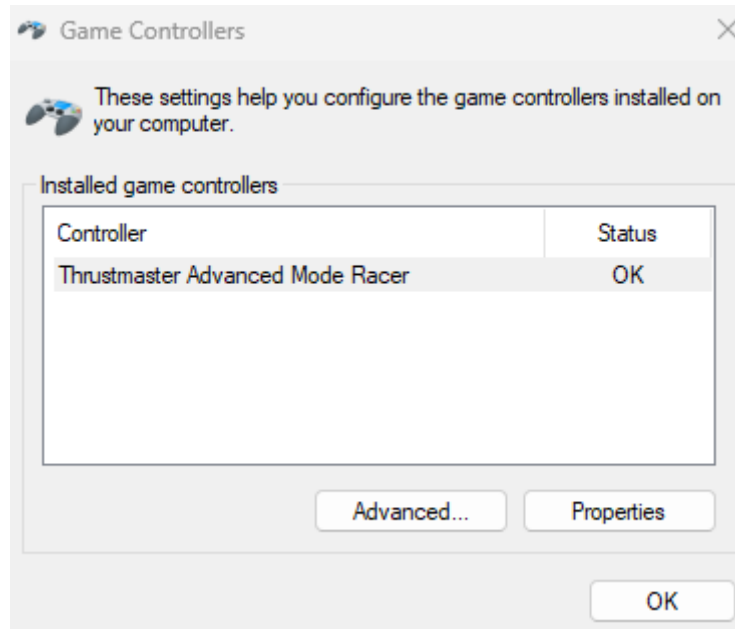 Game Controllers
These settings help you configure the game controllers installed on
your computer.
Installed game controllers
Controller Status
Thrustmaster Advanced Mode Racer OK
Advanced... Properties
OK